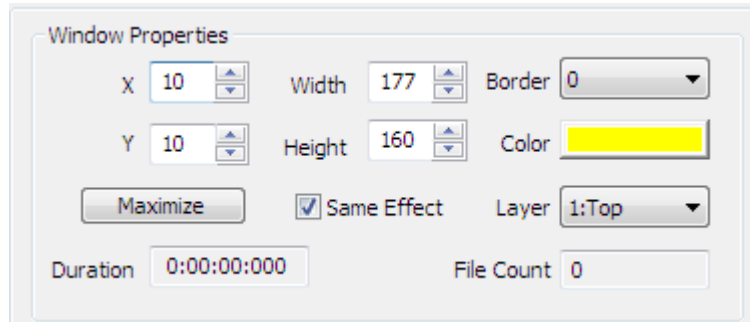 Window Properties
X 10 Width 177 Border 0
Y 10 Height 160 Color
Maximize Same Effect Layer 1:Top
Duration 0:00:00:000 File Count 0